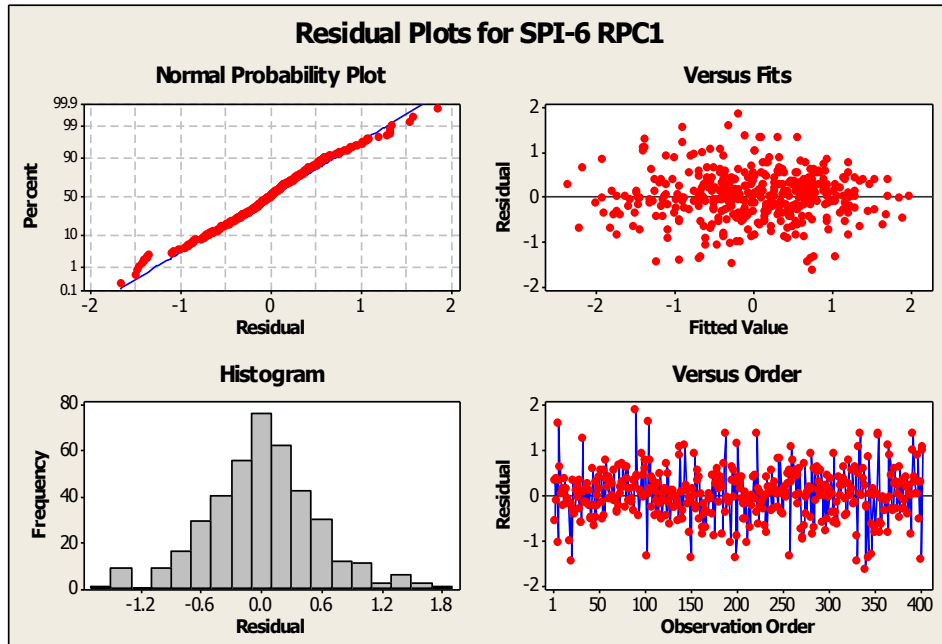 Residual Plots for SPI-6 RPC1
Normal Probability Plot
99.9
99
90
50
10
1
0.1
Percent
-2 -1 0 1 2
Residual
Versus Fits
2
1
0
-1
-2
Residual
-2 -1 0 1 2
Fitted Value
Histogram
80
60
40
20
0
Frequency
-1.2 -0.6 0.0 0.6 1.2 1.8
Residual
Versus Order
2
1
0
-1
-2
Residual
1 50 100 150 200 250 300 350 400
Observation Order